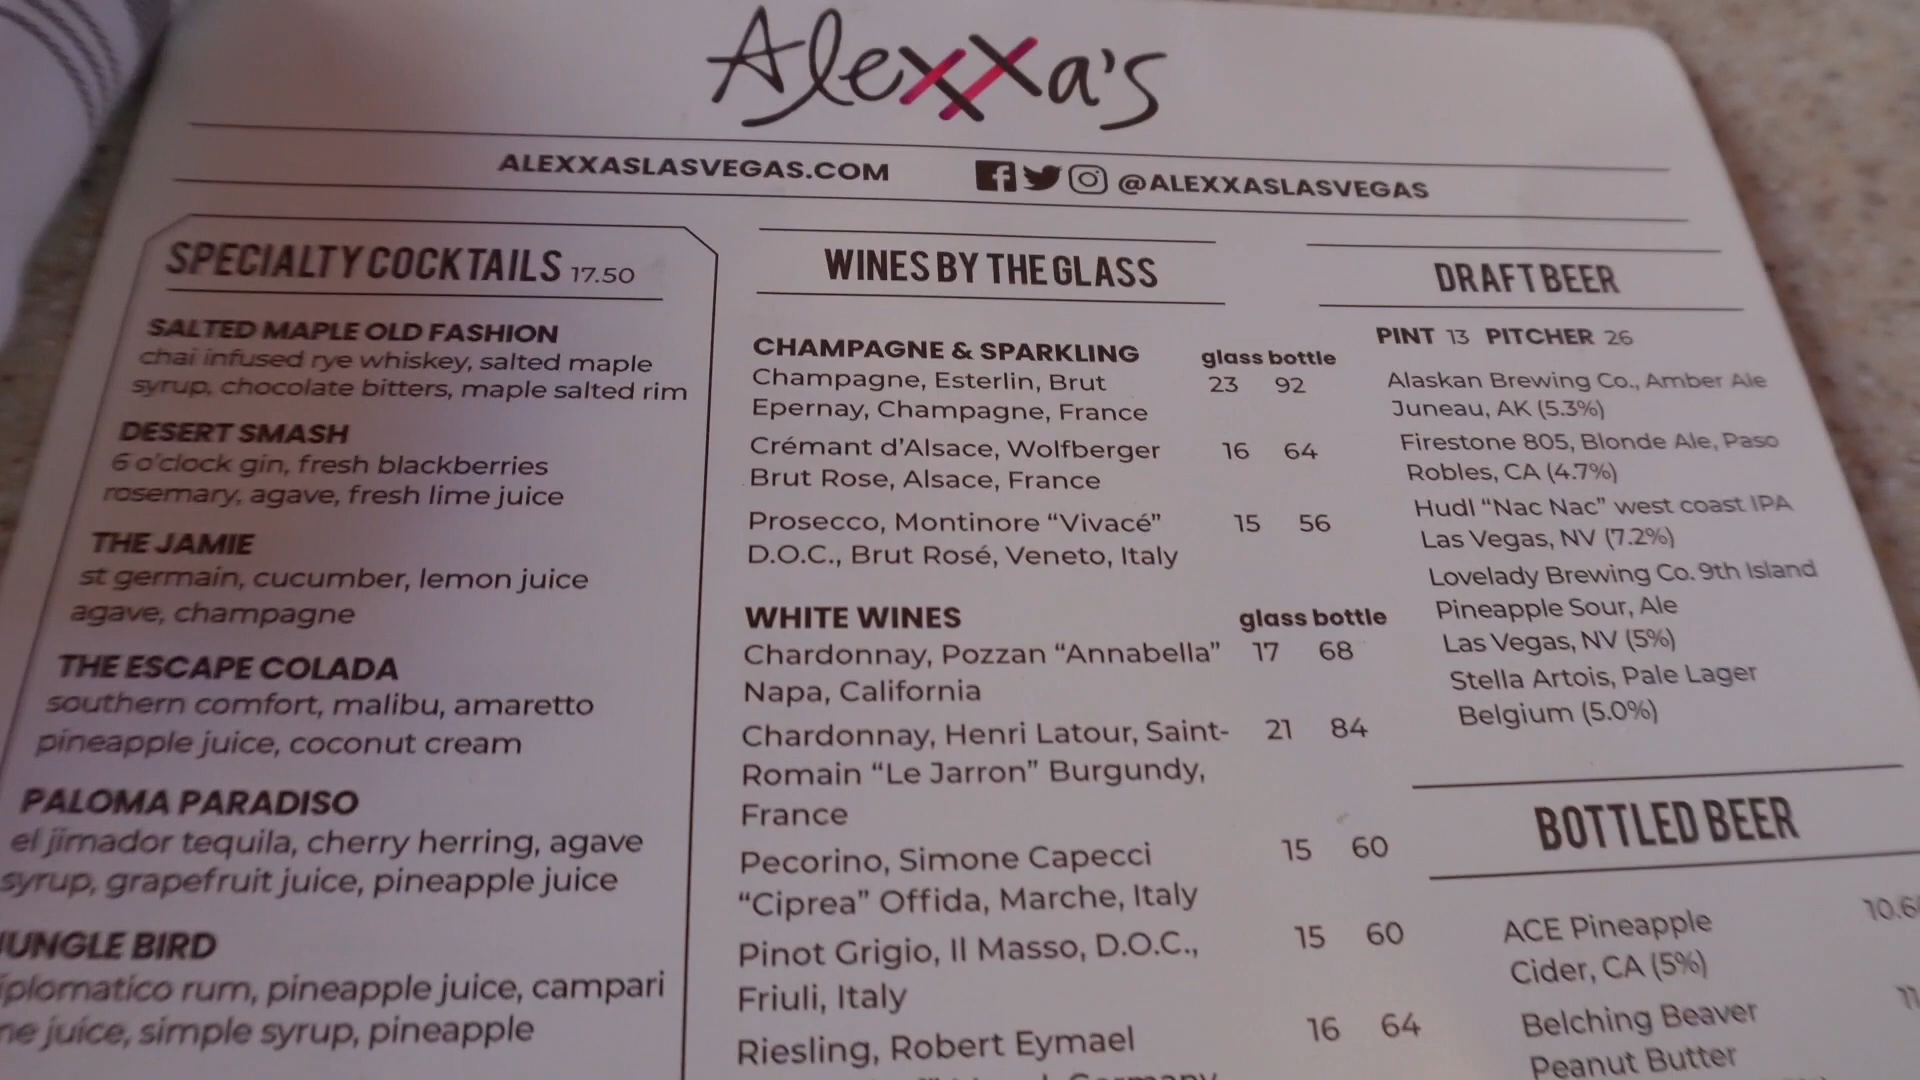 Alexxa's
ALEXXASLASVEGAS.COM
@ALEXXASLASVEGAS
SPECIALTY COCKTAILS 17.50
SALTED MAPLE OLD FASHION
chai infused rye whiskey, salted maple
syrup, chocolate bitters, maple salted rim
DESERT SMASH
6 o'clock gin, fresh blackberries
rosemary, agave, fresh lime juice
THE JAMIE
st germain, cucumber, lemon juice
agave, champagne
THE ESCAPE COLADA
southern comfort, malibu, amaretto
pineapple juice, coconut cream
PALOMA PARADISO
el jimador tequila, cherry herring, agave
syrup, grapefruit juice, pineapple juice
JUNGLE BIRD
rum, pineapple juice, campari
juice, simple syrup, pineapple
WINES BY THE GLASS
CHAMPAGNE & SPARKLING glass bottle
Champagne, Esterlin, Brut 23 92
Epernay, Champagne, France
Crémant d'Alsace, Wolfberger 16 64
Brut Rose, Alsace, France
Prosecco, Montinore "Vivacé" 15 56
D.O.C., Brut Rosé, Veneto, Italy
WHITE WINES glass bottle
Chardonnay, Pozzan "Annabella" 17 68
Napa, California
Chardonnay, Henri Latour, Saint- 21 84
Romain "Le Jarron" Burgundy,
France
Pecorino, Simone Capecci 15 60
"Ciprea" Offida, Marche, Italy
Pinot Grigio, Il Masso, D.O.C., 15 60
Friuli, Italy
Riesling, Robert Eymael 16 64
DRAFT BEER
PINT 13 PITCHER 26
Alaskan Brewing Co., Amber Ale
Juneau, AK (5.3%)
Firestone 805, Blonde Ale, Paso
Robles, CA (4.7%)
Hudl "Nac Nac" west coast IPA
Las Vegas, NV (7.2%)
Lovelady Brewing Co. 9th Island
Pineapple Sour, Ale
Las Vegas, NV (5%)
Stella Artois, Pale Lager
Belgium (5.0%)
BOTTLED BEER
ACE Pineapple
Cider, CA (5%)
Belching Beaver
Peanut Butter